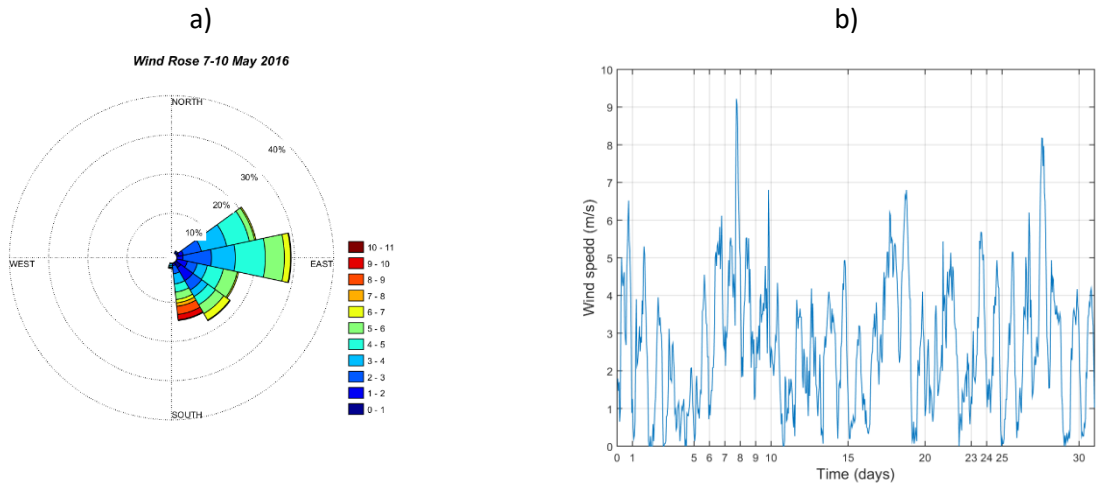 a)
Wind Rose 7-10 May 2016
NORTH
40%
30%
20%
10%
WEST
EAST
SOUTH
10 - 11
9 - 10
8 - 9
7 - 8
6 - 7
5 - 6
4 - 5
3 - 4
2 - 3
1 - 2
0 - 1
b)
10
9
8
7
6
5
4
3
2
1
0
Wind spedd (m/s)
0 1 5 6 7 8 9 10 15 20 23 24 25 30
Time (days)